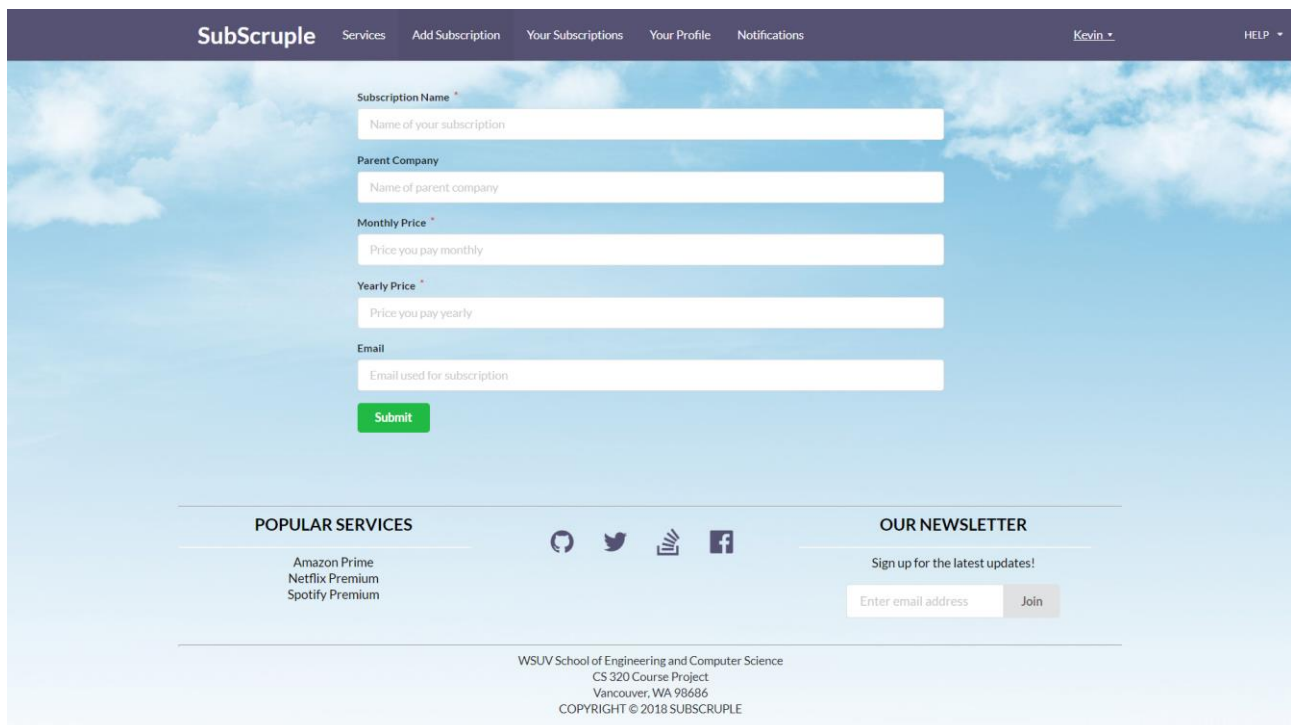 SubScruple Services Add Subscription Your Subscriptions Your Profile Notifications Kevin HELP
Subscription Name *
Name of your subscription
Parent Company
Name of parent company
Monthly Price *
Price you pay monthly
Yearly Price *
Price you pay yearly
Email
Email used for subscription
Submit
POPULAR SERVICES
Amazon Prime
Netflix Premium
Spotify Premium
OUR NEWSLETTER
Sign up for the latest updates!
Enter email address Join
WSUV School of Engineering and Computer Science
CS 320 Course Project
Vancouver, WA 98686
COPYRIGHT © 2018 SUBSCRUPLE